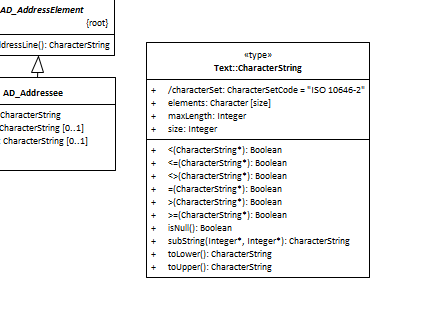 AD_AddressElement
{root}
dressLine(): CharacterString
AD_Addressee
CharacterString
CharacterString [0..1]
: CharacterString [0..1]
«type»
Text::CharacterString
+ /characterSet: CharacterSetCode = "ISO 10646-2"
+ elements: Character [size]
+ maxLength: Integer
+ size: Integer
+ <(CharacterString*): Boolean
+ <=(CharacterString*): Boolean
+ <>(CharacterString*): Boolean
+ =(CharacterString*): Boolean
+ >(CharacterString*): Boolean
+ >=(CharacterString*): Boolean
+ isNull(): Boolean
+ subString(Integer*, Integer*): CharacterString
+ toLower(): CharacterString
+ toUpper(): CharacterString